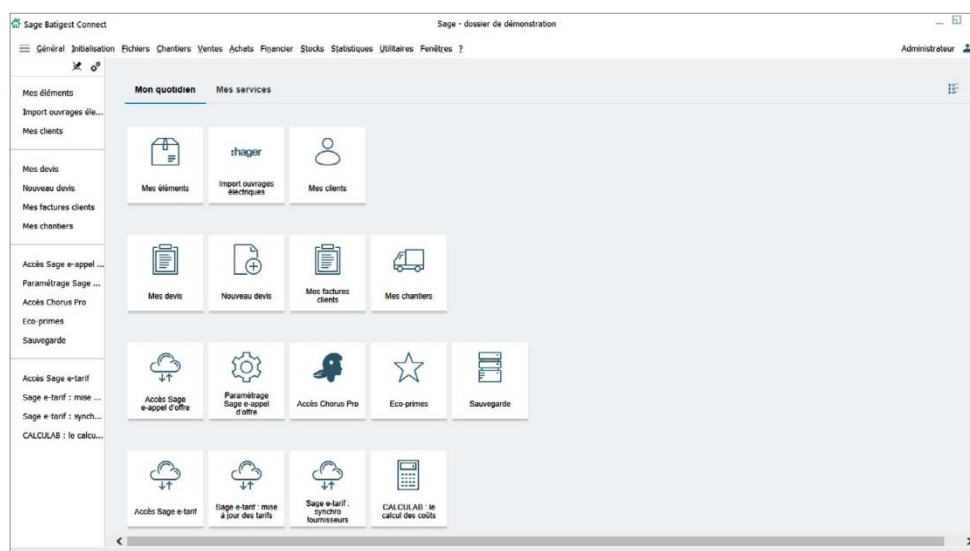 Sage Batigest Connect
Sage - dossier de démonstration
Général Initialisation Fichiers Chantiers Ventes Achats Financier Stocks Statistiques Utilitaires Fenêtres ?
Administrateur
Mes éléments
Import ouvrages éle...
Mes clients
Mes devis
Nouveau devis
Mes factures clients
Mes chantiers
Accès Sage e-appel ...
Paramétrage Sage ...
Accès Chorus Pro
Eco-primes
Sauvegarde
Accès Sage e-tarif
Sage e-tarif : mise ...
Sage e-tarif : synch...
CALCULAB : le calcu...
Mon quotidien
Mes services
Mes éléments
:hager
Import ouvrages
électriques
Mes clients
Mes devis
Nouveau devis
Mes factures
clients
Mes chantiers
Accès Sage
e-appel d'offre
Paramétrage
Sage e-appel
d'offre
Accès Chorus Pro
Eco-primes
Sauvegarde
Accès Sage e-tarif
Sage e-tarif : mise
à jour des tarifs
Sage e-tarif :
synchro
fournisseurs
CALCULAB : le
calcul des coûts